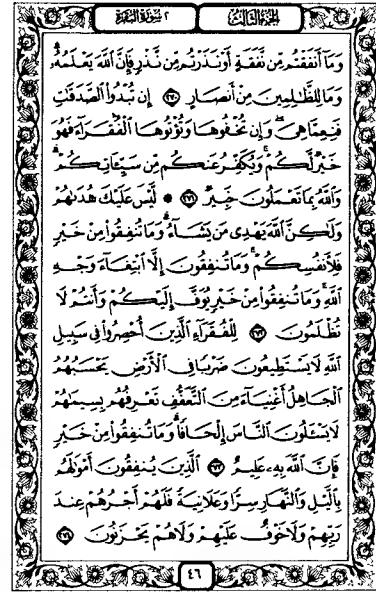 الجزء الثالث
٢ سورة البقرة
وَمَآ أَنفَقْتُم مِّن نَّفَقَةٍ أَوْ نَذَرْتُم مِّن نَّذْرٍ فَإِنَّ ٱللَّهَ يَعْلَمُهُۥ
وَمَا لِلظَّٰلِمِينَ مِنْ أَنصَارٍ ٢٧٠ إِن تُبْدُوا۟ ٱلصَّدَقَٰتِ
فَنِعِمَّا هِىَ وَإِن تُخْفُوهَا وَتُؤْتُوهَا ٱلْفُقَرَآءَ فَهُوَ
خَيْرٌ لَّكُمْ وَيُكَفِّرُ عَنكُم مِّن سَيِّـَٔاتِكُمْ
وَٱللَّهُ بِمَا تَعْمَلُونَ خَبِيرٌ ٢٧١ لَّيْسَ عَلَيْكَ هُدَىٰهُمْ
وَلَٰكِنَّ ٱللَّهَ يَهْدِى مَن يَشَآءُ وَمَا تُنفِقُوا۟ مِنْ خَيْرٍ
فَلِأَنفُسِكُمْ وَمَا تُنفِقُونَ إِلَّا ٱبْتِغَآءَ وَجْهِ
ٱللَّهِ وَمَا تُنفِقُوا۟ مِنْ خَيْرٍ يُوَفَّ إِلَيْكُمْ وَأَنتُمْ لَا
تُظْلَمُونَ ٢٧٢ لِلْفُقَرَآءِ ٱلَّذِينَ أُحْصِرُوا۟ فِى سَبِيلِ
ٱللَّهِ لَا يَسْتَطِيعُونَ ضَرْبًا فِى ٱلْأَرْضِ يَحْسَبُهُمُ
ٱلْجَاهِلُ أَغْنِيَآءَ مِنَ ٱلتَّعَفُّفِ تَعْرِفُهُم بِسِيمَٰهُمْ
لَا يَسْـَٔلُونَ ٱلنَّاسَ إِلْحَافًا وَمَا تُنفِقُوا۟ مِنْ خَيْرٍ
فَإِنَّ ٱللَّهَ بِهِۦ عَلِيمٌ ٢٧٣ ٱلَّذِينَ يُنفِقُونَ أَمْوَٰلَهُم
بِٱلَّيْلِ وَٱلنَّهَارِ سِرًّا وَعَلَانِيَةً فَلَهُمْ أَجْرُهُمْ عِندَ
رَبِّهِمْ وَلَا خَوْفٌ عَلَيْهِمْ وَلَا هُمْ يَحْزَنُونَ ٢٧٤
٤٦